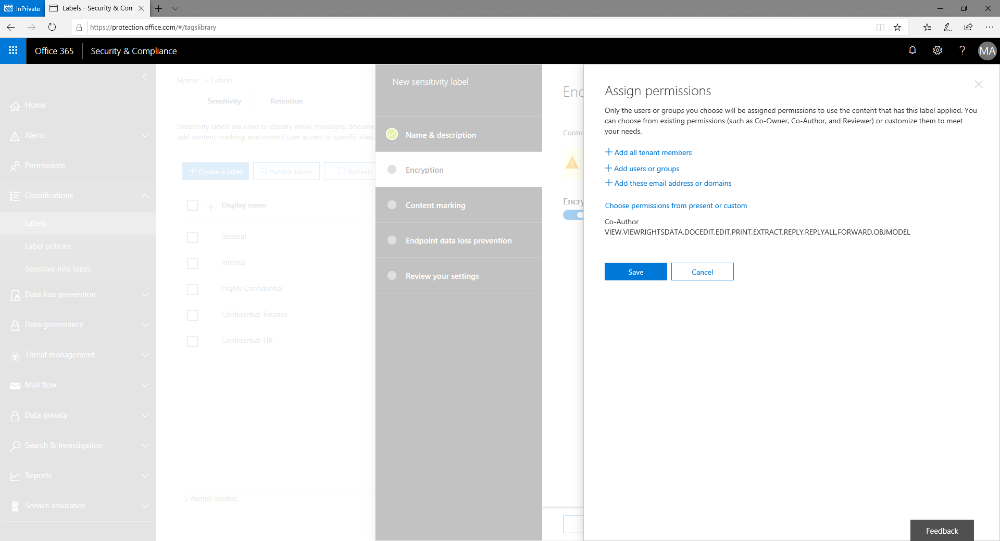 InPrivate
Labels - Security & Com
https://protection.office.com/#/tagslibrary
Office 365
Security & Compliance
MA
Home
Alerts
Permissions
Classifications
Labels
Label policies
Sensitive info types
Data loss prevention
Data governance
Threat management
Mail flow
Data privacy
Search & investigation
Reports
Service assurance
Home > Labels
Sensitivity
Retention
Sensitivity labels are used to classify email messages, docume
add content marking, and control user access to specific sites.
Create a label
Publish labels
Refresh
Display name
General
Internal
Highly Confidential
Confidential-Finance
Confidential-HR
5 item(s) loaded.
New sensitivity label
Name & description
Encryption
Content marking
Endpoint data loss prevention
Review your settings
Enc
Contro
Encry
Assign permissions
Only the users or groups you choose will be assigned permissions to use the content that has this label applied. You
can choose from existing permissions (such as Co-Owner, Co-Author, and Reviewer) or customize them to meet
your needs.
Add all tenant members
Add users or groups
Add these email address or domains
Choose permissions from present or custom
Co-Author
VIEW,VIEWRIGHTSDATA,DOCEDIT,EDIT,PRINT,EXTRACT,REPLY,REPLYALL,FORWARD,OBJMODEL
Save
Cancel
Feedback